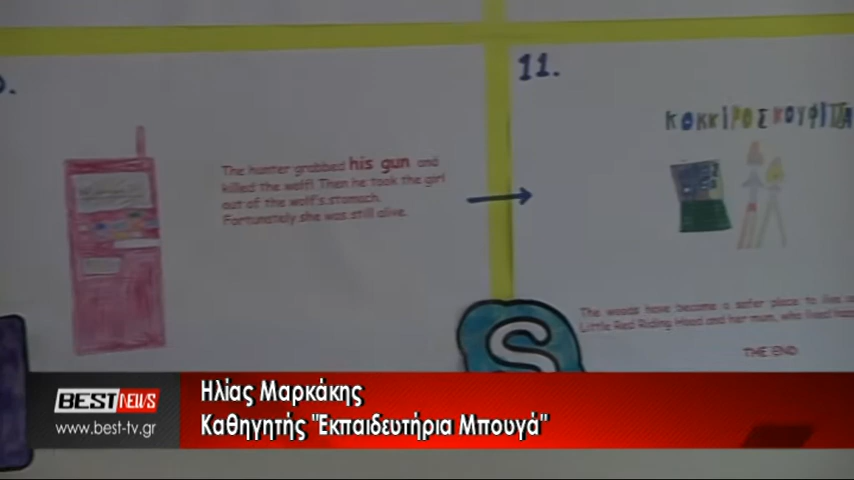 11.
ΚΟΚΚΙΡΟΣΚΟΥΦΙΤΣΑ
The hunter grabbed his gun and
killed the wolf! Then he took the girl
out of the wolf's stomach.
Fortunately she was still alive.
The woods have become a safer place to live
Little Red Riding Hood and her mum, who lived
THE END
S
BEST NEWS
www.best-tv.gr
Ηλίας Μαρκάκης
Καθηγητής "Εκπαιδευτήρια Μπουγά"